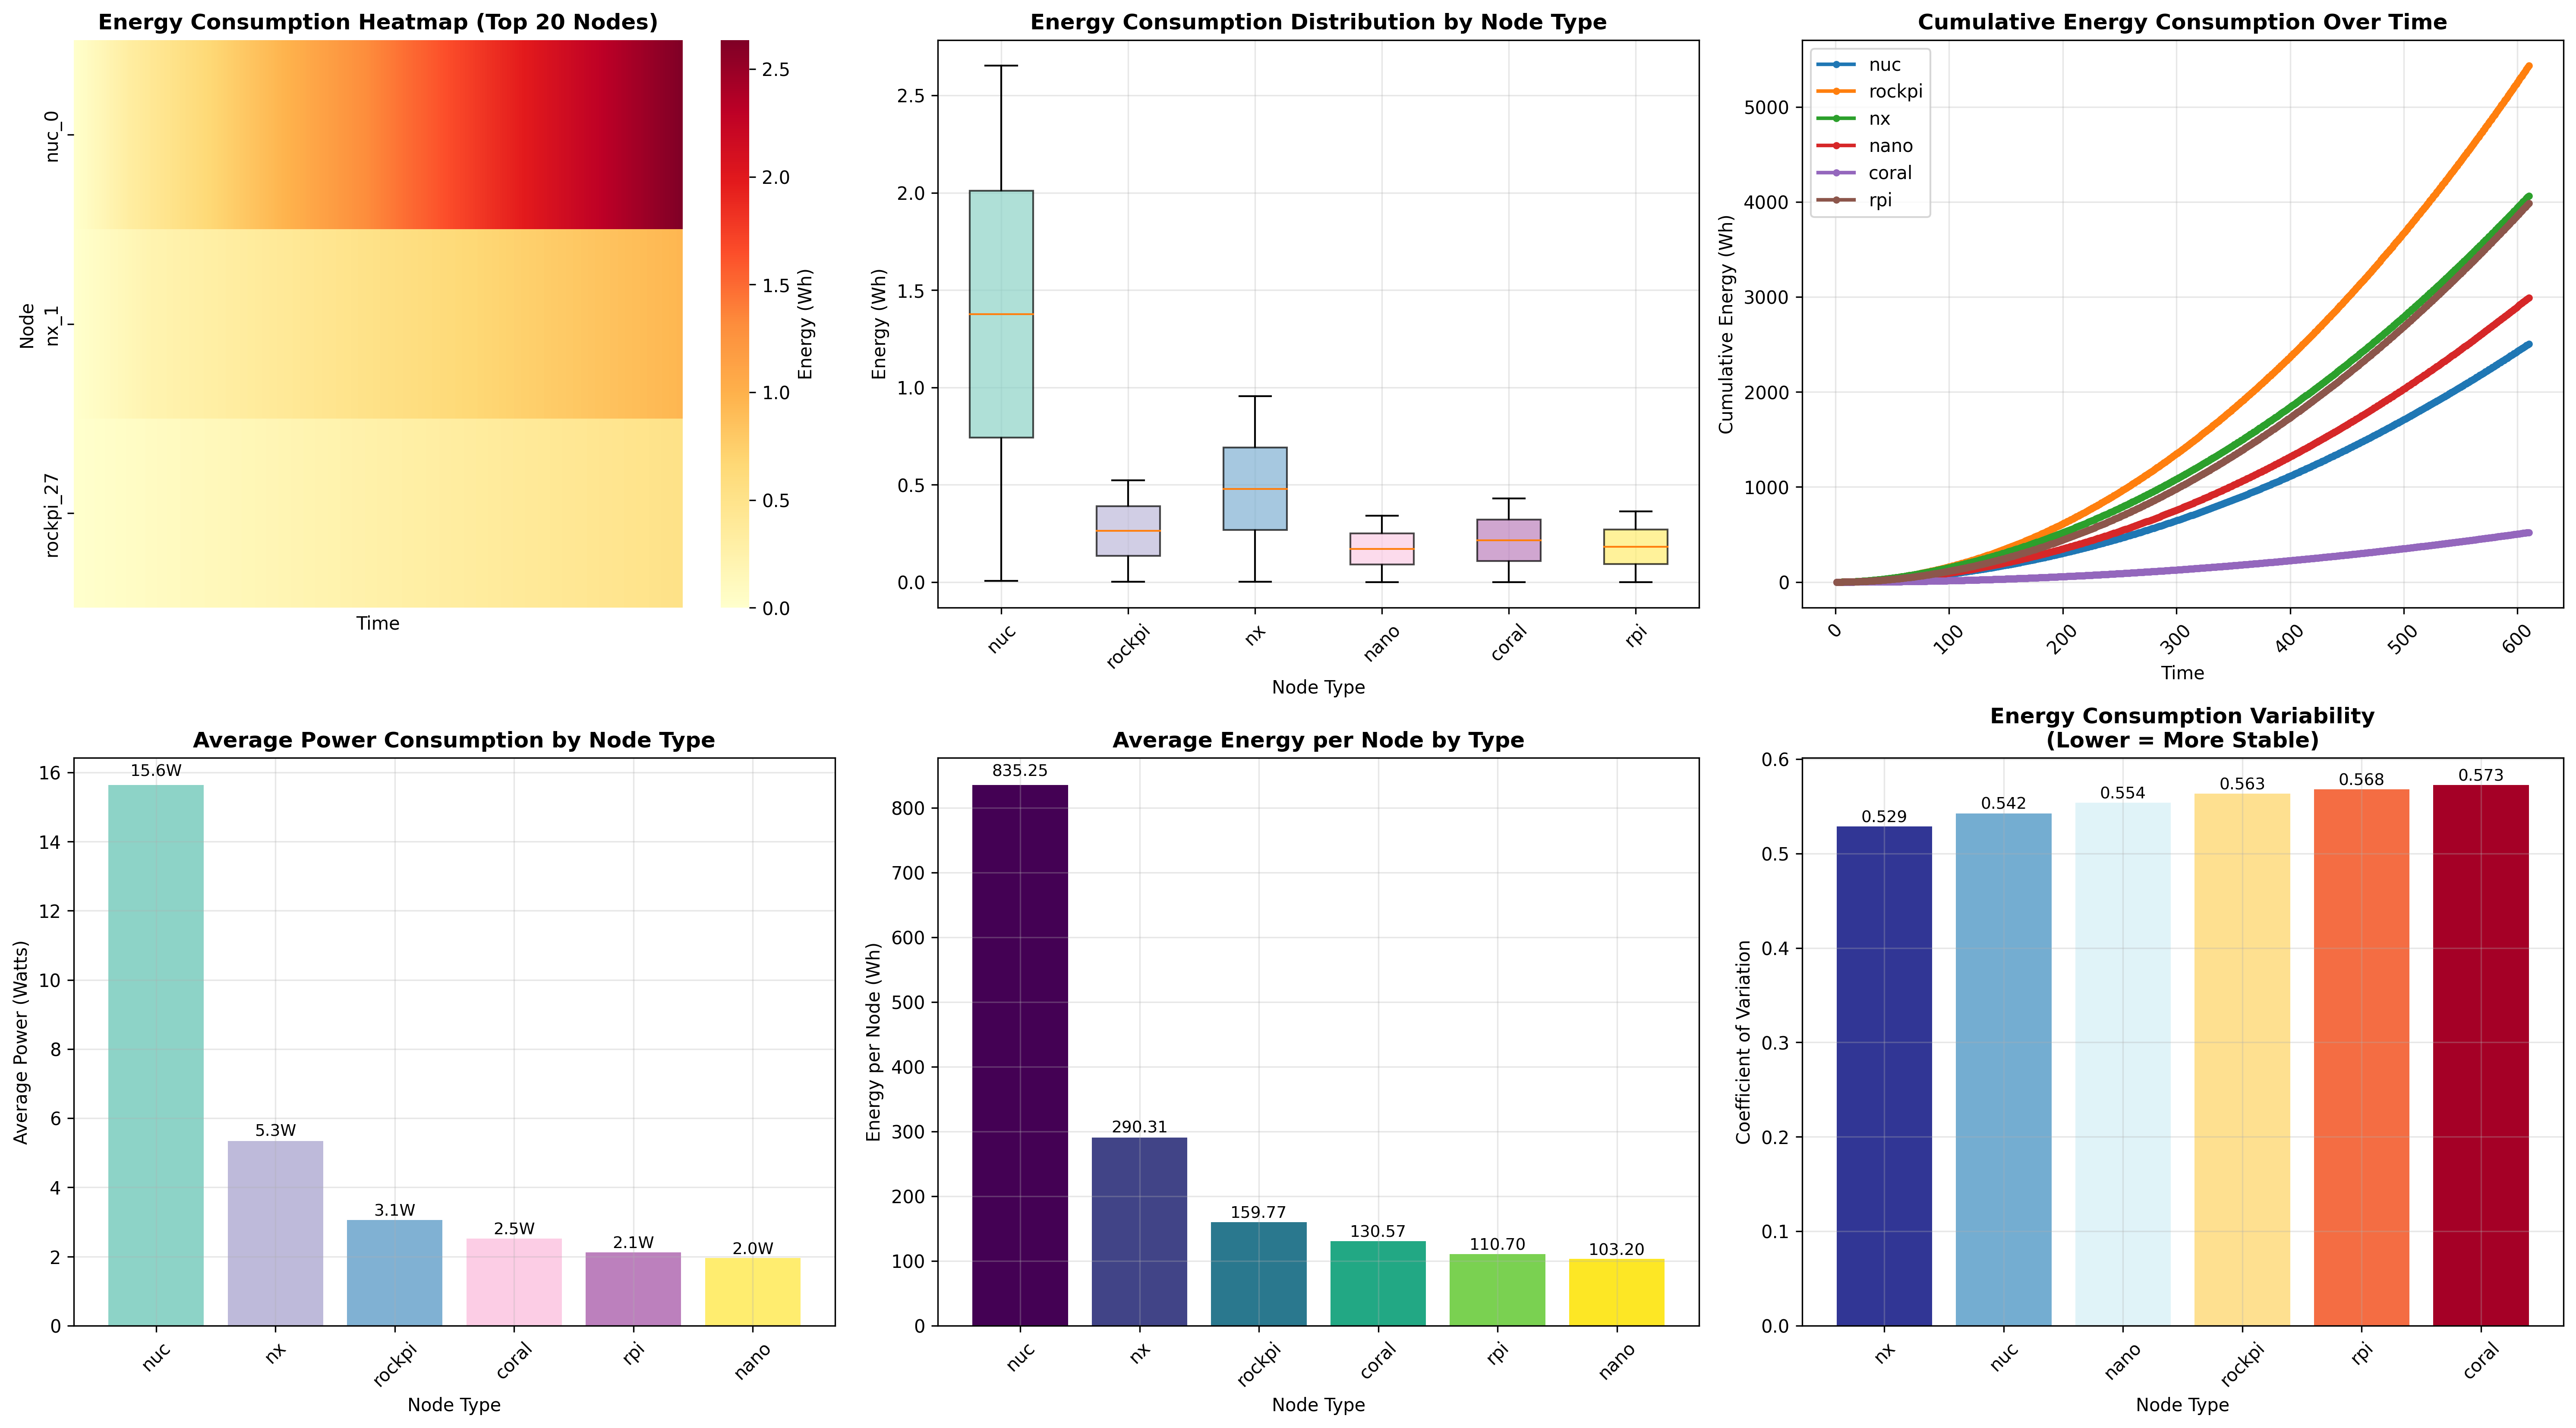 Energy Consumption Heatmap (Top 20 Nodes)
Node
nuc_0
nx_1
rockpi_27
Time
2.5
2.0
1.5
1.0
0.5
0.0
Energy (Wh)
Energy Consumption Distribution by Node Type
Energy (Wh)
2.5
2.0
1.5
1.0
0.5
0.0
nuc
rockpi
nx
nano
coral
rpi
Node Type
Cumulative Energy Consumption Over Time
nuc
rockpi
nx
nano
coral
rpi
Cumulative Energy (Wh)
5000
4000
3000
2000
1000
0
0
100
200
300
400
500
600
Time
Average Power Consumption by Node Type
Average Power (Watts)
16
14
12
10
8
6
4
2
0
15.6W
5.3W
3.1W
2.5W
2.1W
2.0W
nuc
nx
rockpi
coral
rpi
nano
Node Type
Average Energy per Node by Type
Energy per Node (Wh)
800
700
600
500
400
300
200
100
0
835.25
290.31
159.77
130.57
110.70
103.20
nuc
nx
rockpi
coral
rpi
nano
Node Type
Energy Consumption Variability
(Lower = More Stable)
Coefficient of Variation
0.6
0.5
0.4
0.3
0.2
0.1
0.0
0.529
0.542
0.554
0.563
0.568
0.573
nx
nuc
nano
rockpi
rpi
coral
Node Type